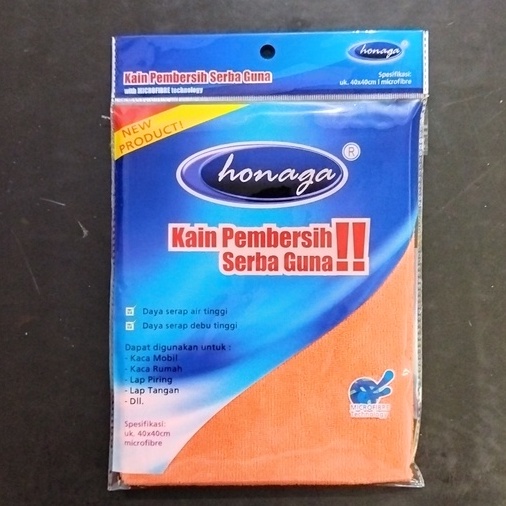 honaga
Kain Pembersih Serba Guna
with MICROFIBRE technology
Spesifikasi:
uk. 40x40cm | microfibre
NEW
PRODUCT!
honaga ®
Kain Pembersih
Serba Guna !!
Daya serap air tinggi
Daya serap debu tinggi
Dapat digunakan untuk :
- Kaca Mobil
- Kaca Rumah
- Lap Piring
- Lap Tangan
- Dll.
Spesifikasi:
uk. 40x40cm
microfibre
MICROFIBRE
Technology